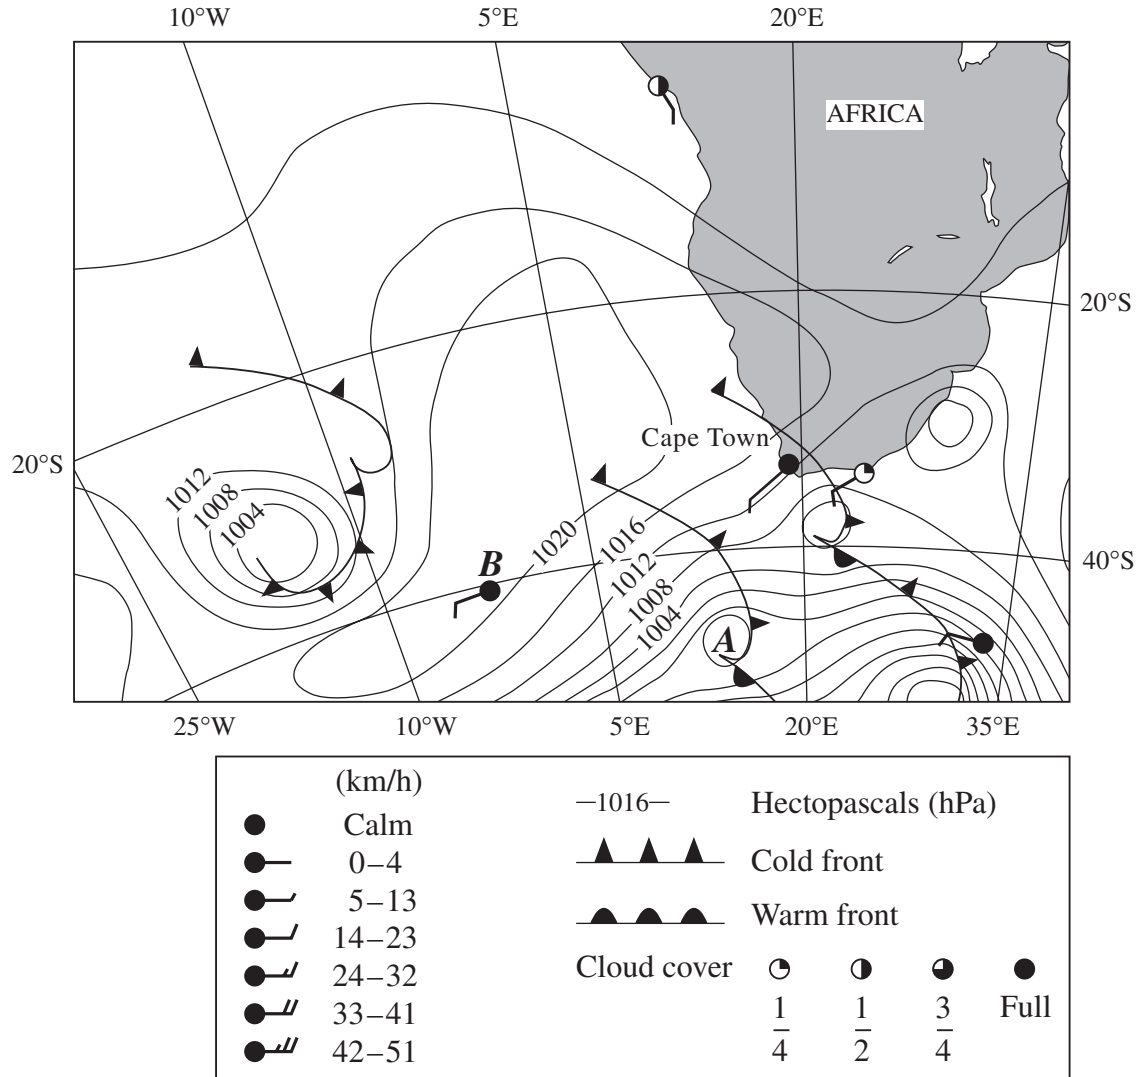 10°W 5°E 20°E
AFRICA
20°S
Cape Town
20°S
1012
1008
1004
1020
1016
1012
1008
1004
B
A
40°S
25°W 10°W 5°E 20°E 35°E
(km/h)
Calm
0–4
5–13
14–23
24–32
33–41
42–51
1016 Hectopascals (hPa)
Cold front
Warm front
Cloud cover
1/4 1/2 3/4 Full